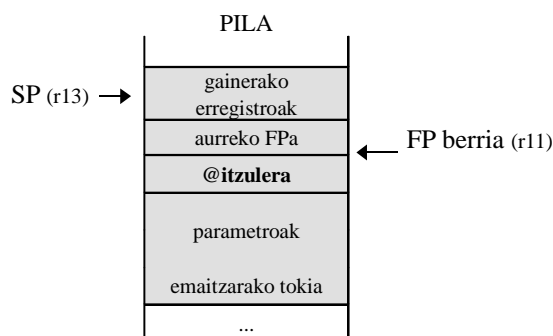 PILA
SP (r13)
gainerako
erregistroak
aurreko FPa
FP berria (r11)
@itzulera
parametroak
emaitzarako tokia
...